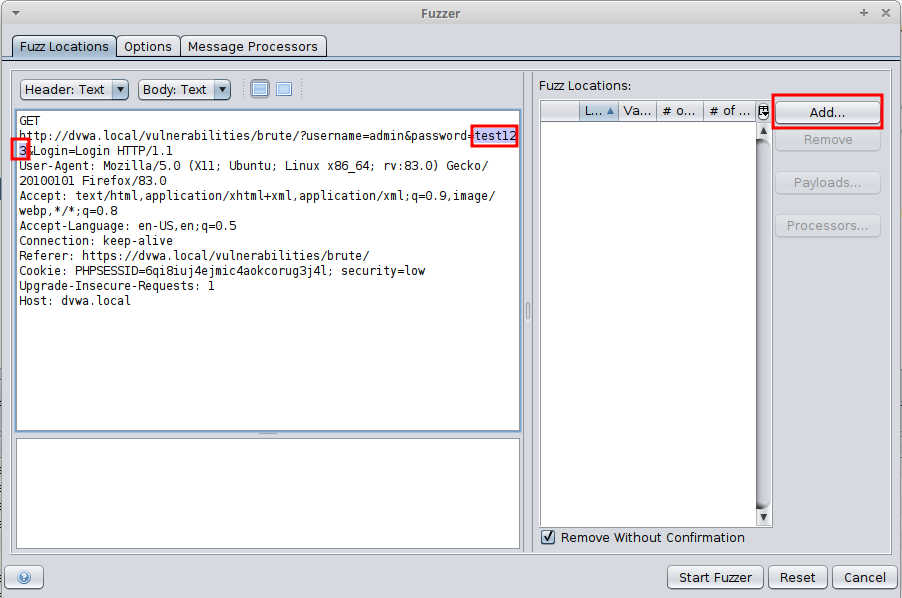 Fuzzer
Fuzz Locations Options Message Processors
Header: Text Body: Text
GET
http://dvwa.local/vulnerabilities/brute/?username=admin&password=test12
3&Login=Login HTTP/1.1
User-Agent: Mozilla/5.0 (X11; Ubuntu; Linux x86_64; rv:83.0) Gecko/
20100101 Firefox/83.0
Accept: text/html,application/xhtml+xml,application/xml;q=0.9,image/
webp,*/*;q=0.8
Accept-Language: en-US,en;q=0.5
Connection: keep-alive
Referer: https://dvwa.local/vulnerabilities/brute/
Cookie: PHPSESSID=6qi8iuj4ejmic4aokcorug3j4l; security=low
Upgrade-Insecure-Requests: 1
Host: dvwa.local
Fuzz Locations:
L... Va... # o... # of ...
Add...
Remove
Payloads...
Processors...
Remove Without Confirmation
Start Fuzzer Reset Cancel